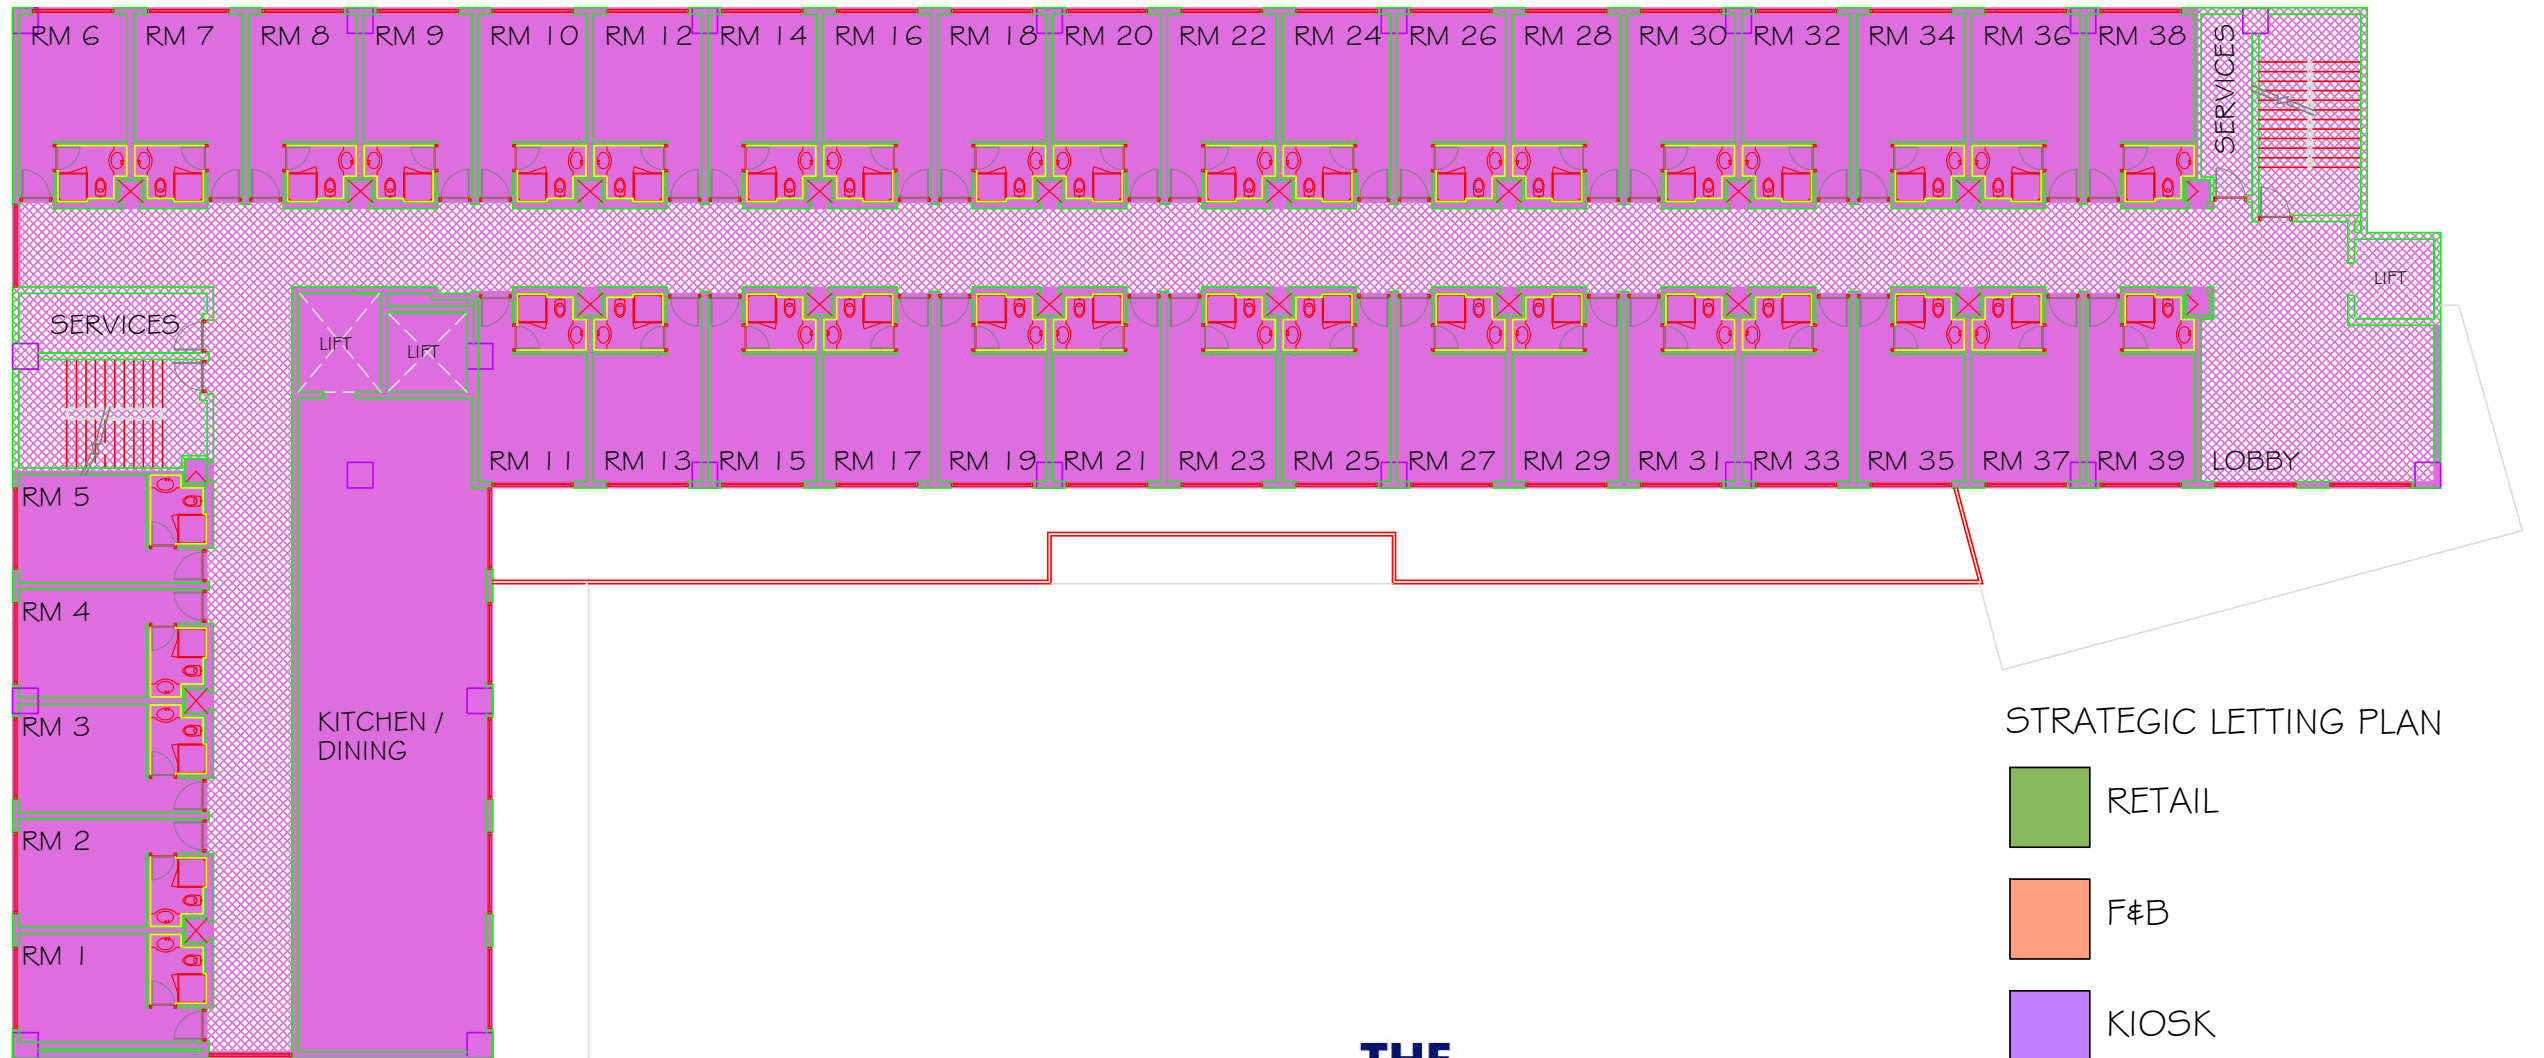 RM 6
RM 7
RM 8
RM 9
RM 10
RM 12
RM 14
RM 16
RM 18
RM 20
RM 22
RM 24
RM 26
RM 28
RM 30
RM 32
RM 34
RM 36
RM 38
SERVICES
LIFT
SERVICES
LIFT
LIFT
RM 11
RM 13
RM 15
RM 17
RM 19
RM 21
RM 23
RM 25
RM 27
RM 29
RM 31
RM 33
RM 35
RM 37
RM 39
LOBBY
RM 5
RM 4
RM 3
RM 2
RM 1
KITCHEN /
DINING
STRATEGIC LETTING PLAN
RETAIL
F&B
KIOSK
THE